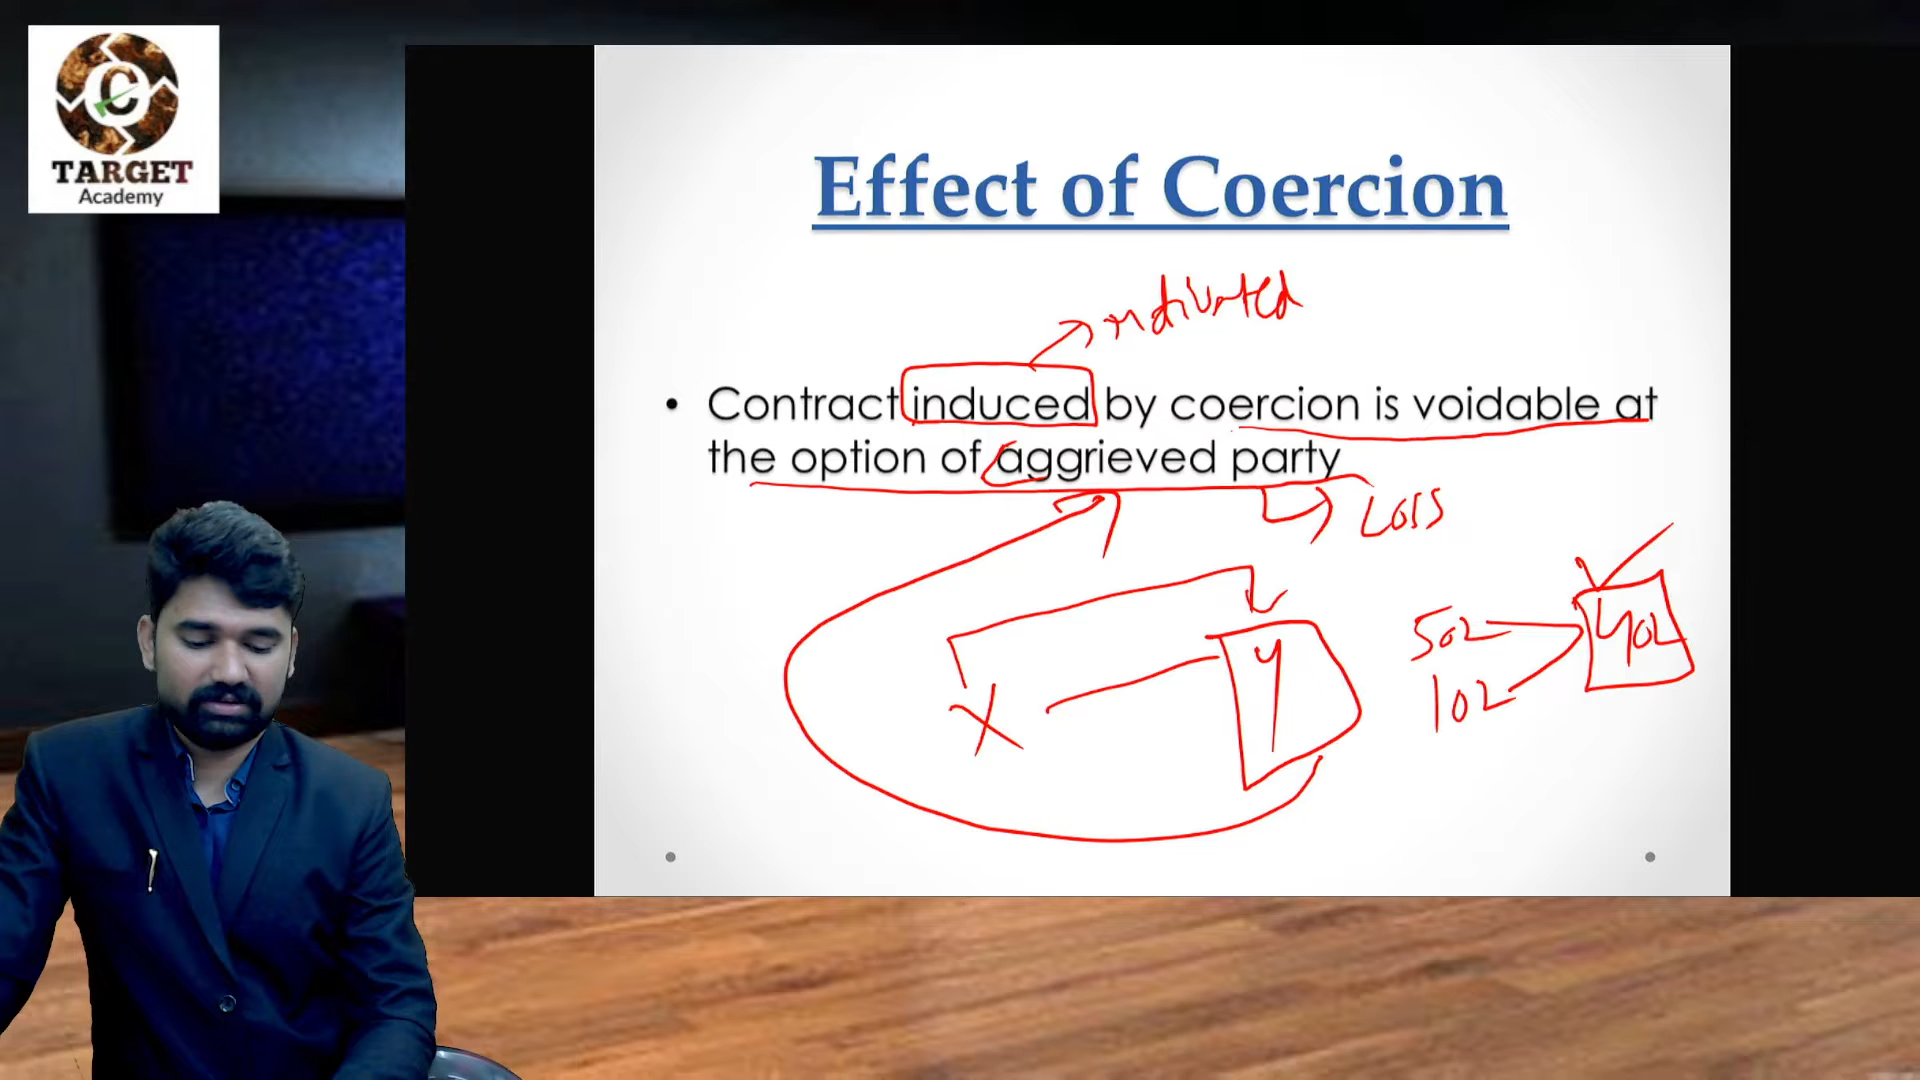 TARGET
Academy
Effect of Coercion
motivated
• Contract induced by coercion is voidable at
the option of aggrieved party
Loss
50L
40L
10L
X
Y